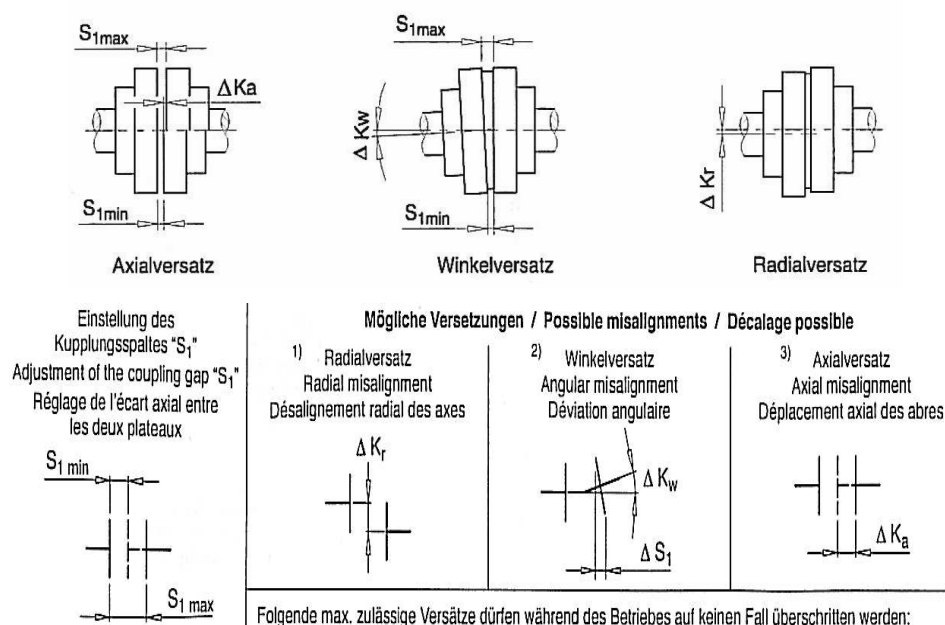 S1max
ΔKa
S1min
Axialversatz
S1max
ΔKw
S1min
Winkelversatz
ΔKr
Radialversatz
Einstellung des
Kupplungsspaltes "S1"
Adjustment of the coupling gap "S1"
Réglage de l'écart axial entre
les deux plateaux
S1 min
S1 max
Mögliche Versetzungen / Possible misalignments / Décalage possible
1) Radialversatz
Radial misalignment
Désalignement radial des axes
ΔKr
2) Winkelversatz
Angular misalignment
Déviation angulaire
ΔKw
ΔS1
3) Axialversatz
Axial misalignment
Déplacement axial des abres
ΔKa
Folgende max. zulässige Versätze dürfen während des Betriebes auf keinen Fall überschritten werden: